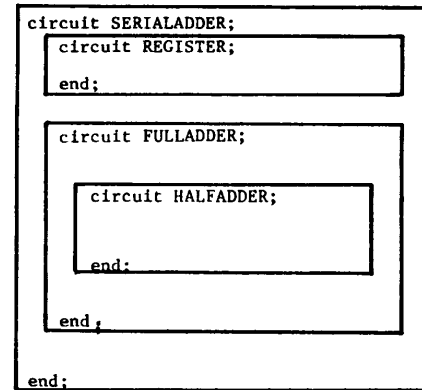 circuit SERIALADDER;
circuit REGISTER;
end;
circuit FULLADDER;
circuit HALFADDER;
end;
end;
end;